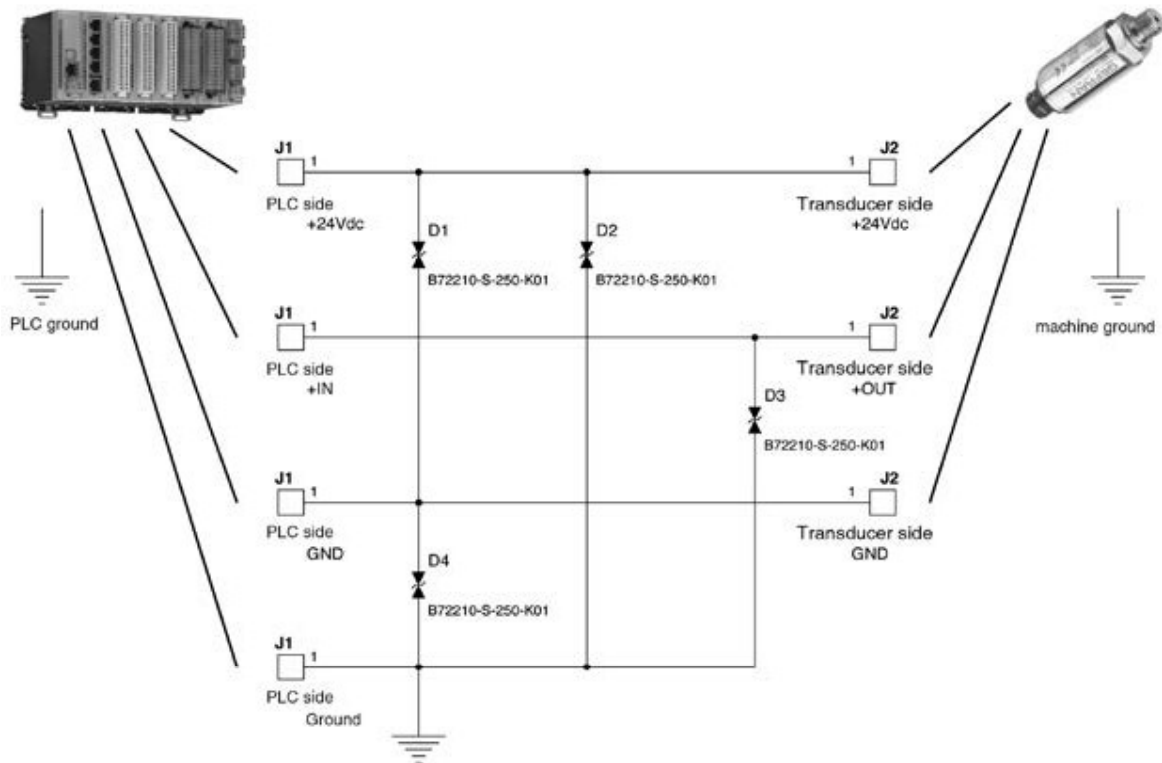 J1
1
1
J2
PLC side
+24Vdc
Transducer side
+24Vdc
D1
D2
B72210-S-250-K01
B72210-S-250-K01
PLC ground
machine ground
J1
1
1
J2
PLC side
+IN
Transducer side
+OUT
D3
B72210-S-250-K01
J1
1
1
J2
PLC side
GND
Transducer side
GND
D4
B72210-S-250-K01
J1
1
PLC side
Ground